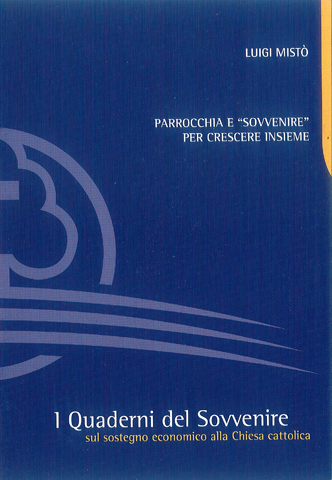 LUIGI MISTÒ
PARROCCHIA E “SOVVENIRE”
PER CRESCERE INSIEME
I Quaderni del Sovvenire
sul sostegno economico alla Chiesa cattolica